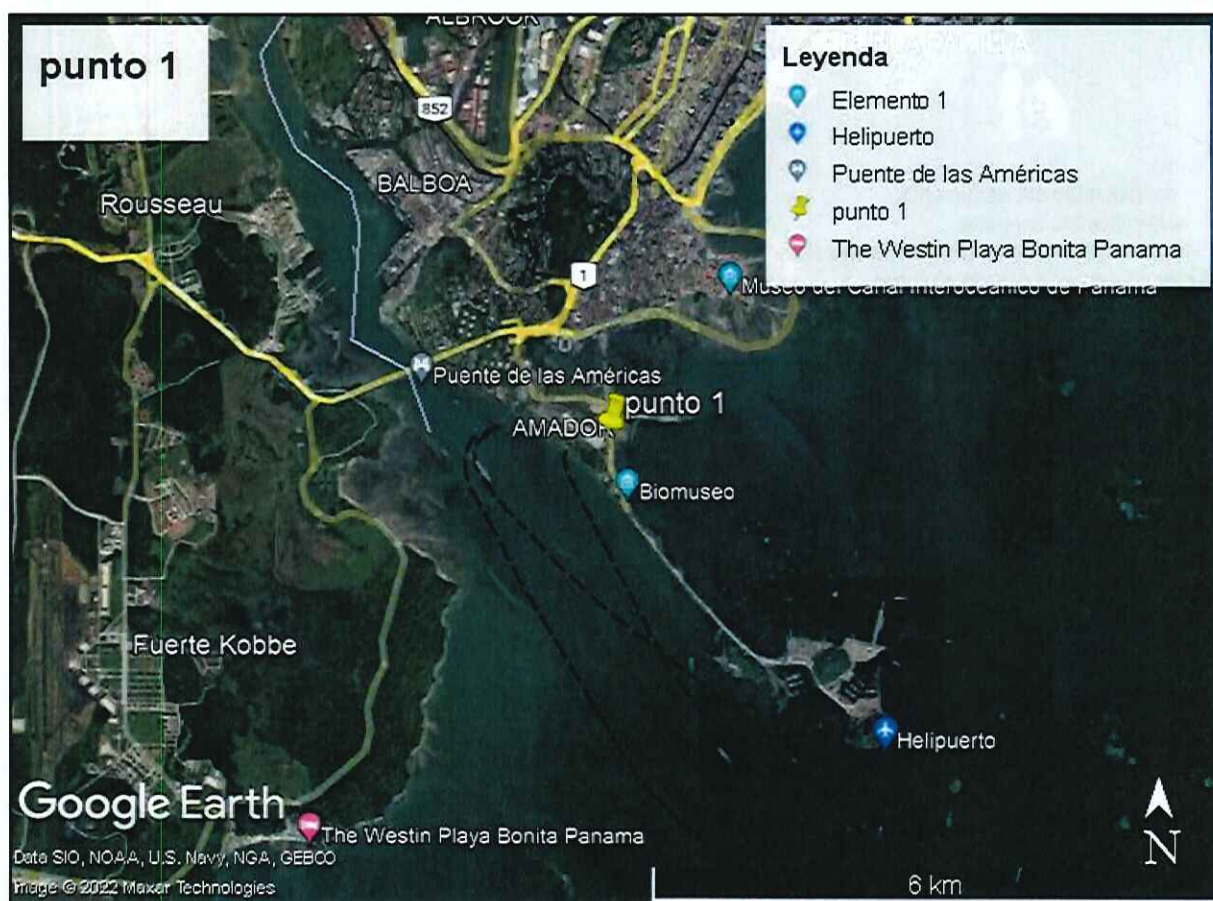 punto 1
ALBROOK
Leyenda
Elemento 1
Helipuerto
Puente de las Américas
punto 1
The Westin Playa Bonita Panama
852
BALBOA
Rousseau
1
Museo del Canal Interoceánico de Panamá
Puente de las Américas
punto 1
AMADOR
Biomuseo
Fuerte Kobbe
Helipuerto
Google Earth
The Westin Playa Bonita Panama
Data SIO, NOAA, U.S. Navy, NGA, GEBCO
Image © 2022 Maxar Technologies
N
6 km